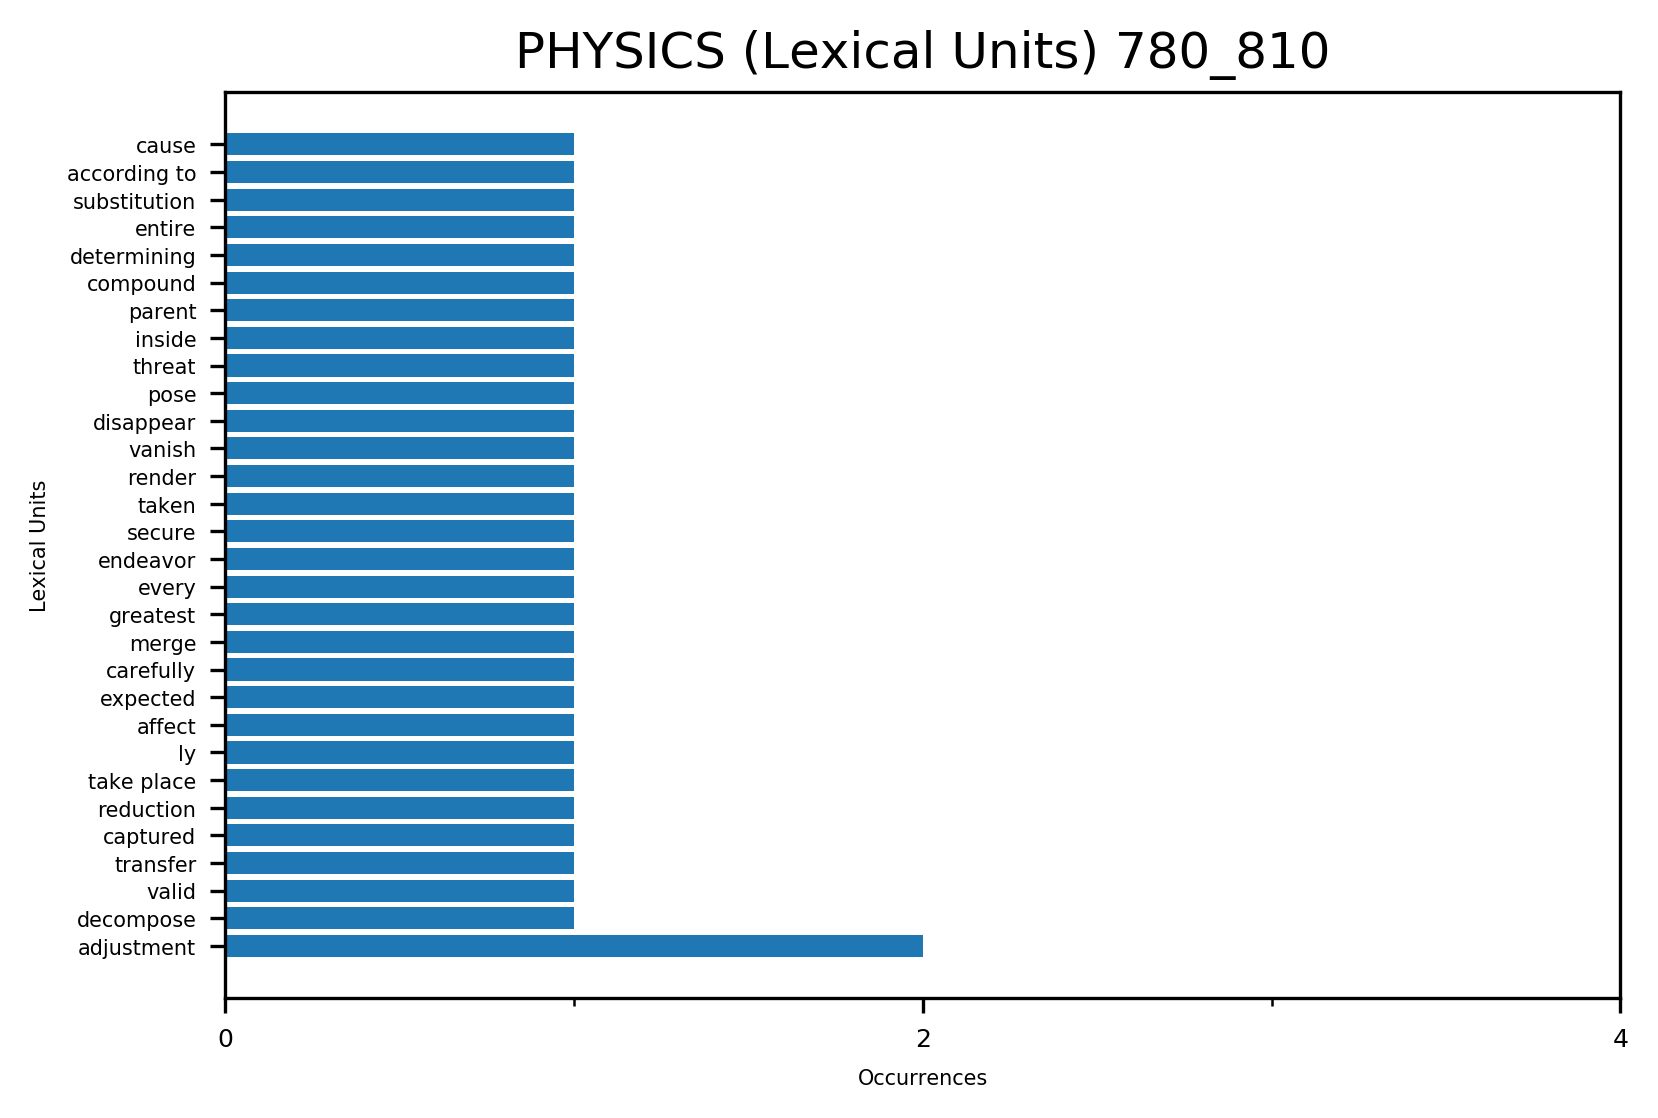 PHYSICS (Lexical Units) 780_810
cause
according to
substitution
entire
determining
compound
parent
inside
threat
pose
disappear
vanish
render
taken
secure
endeavor
every
greatest
merge
carefully
expected
affect
ly
take place
reduction
captured
transfer
valid
decompose
adjustment
Lexical Units
0 2 4
Occurrences